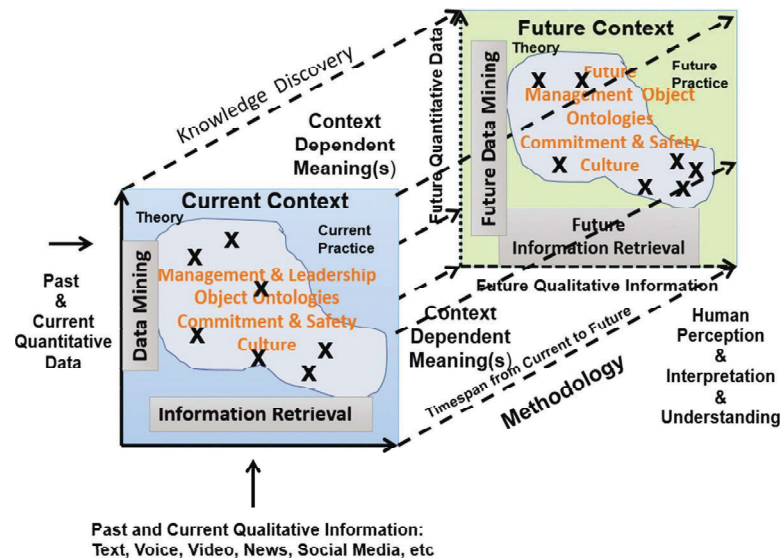 Future Context
Theory
Future
Practice
Future
Management Object
Ontologies
Commitment & Safety
Culture
X X
X X X X X
Future Data Mining
Future Quantitative Data
Future
Information Retrieval
Future Qualitative Information
Knowledge Discovery
Context
Dependent
Meaning(s)
Current Context
Theory
Current
Practice
Management & Leadership
Object Ontologies
Commitment & Safety
Culture
X X X
X X X X
Data Mining
Information Retrieval
Past
&
Current
Quantitative
Data
Context
Dependent
Meaning(s)
Timespan from Current to Future
Methodology
Human
Perception
&
Interpretation
&
Understanding
Past and Current Qualitative Information:
Text, Voice, Video, News, Social Media, etc